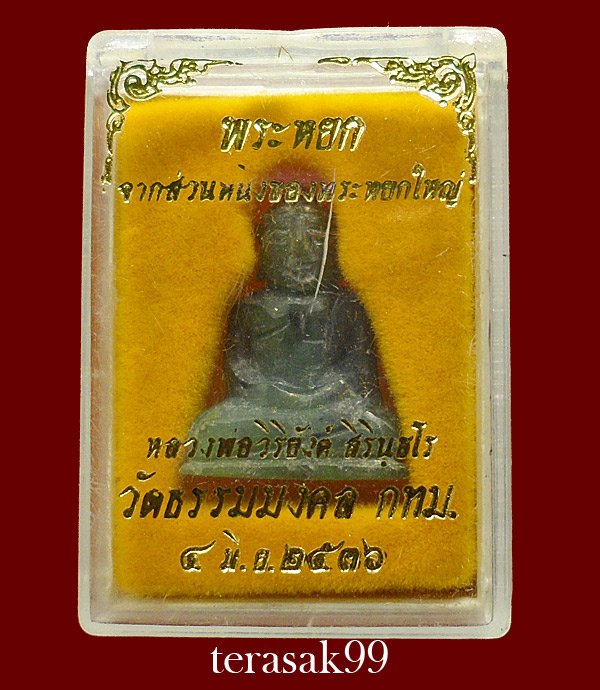 พระหยก
จากส่วนหนึ่งของพระหยกใหญ่
หลวงพ่อวิริยังค์ สิรินฺธโร
วัดธรรมมงคล กทม.
๔ มิ.ย.๒๕๓๖
terasak99